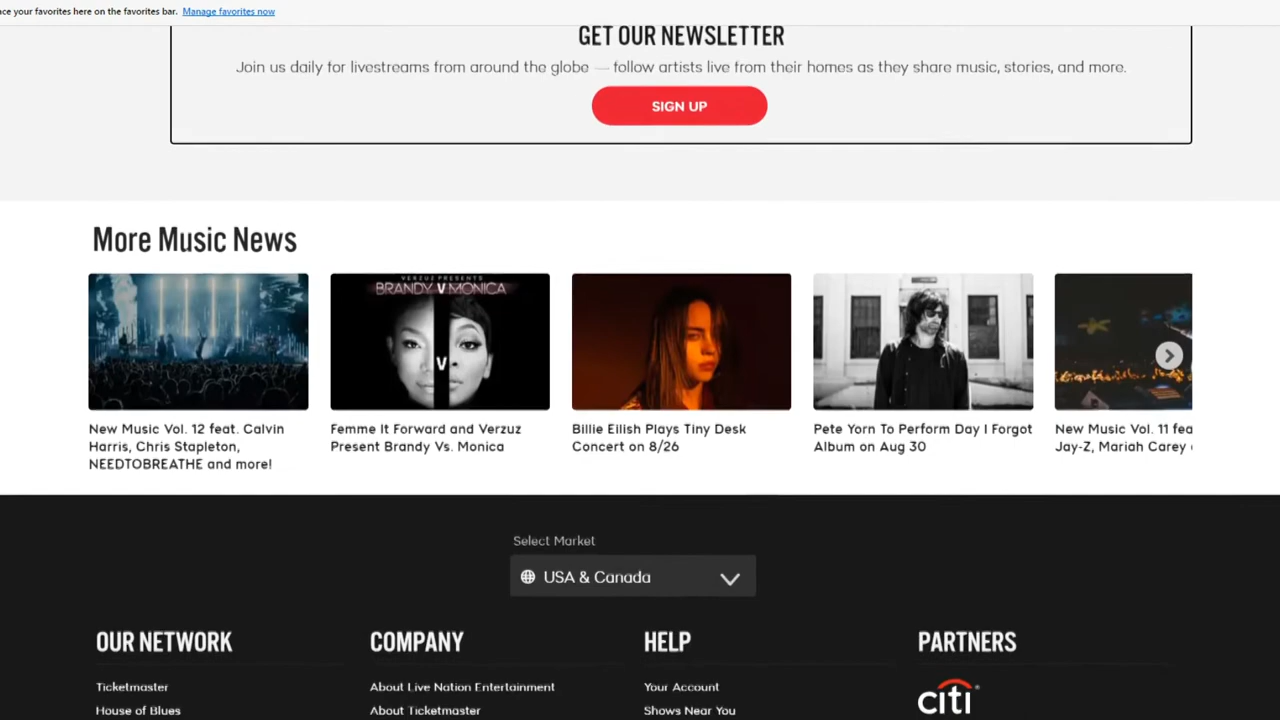 ace your favorites here on the favorites bar. Manage favorites now
GET OUR NEWSLETTER
Join us daily for livestreams from around the globe — follow artists live from their homes as they share music, stories, and more.
SIGN UP
More Music News
VERZUZ PRESENTS
BRANDY V MONICA
V
New Music Vol. 12 feat. Calvin
Harris, Chris Stapleton,
NEEDTOBREATHE and more!
Femme It Forward and Verzuz
Present Brandy Vs. Monica
Billie Eilish Plays Tiny Desk
Concert on 8/26
Pete Yorn To Perform Day I Forgot
Album on Aug 30
New Music Vol. 11 fea
Jay-Z, Mariah Carey
Select Market
USA & Canada
OUR NETWORK
COMPANY
HELP
PARTNERS
Ticketmaster
About Live Nation Entertainment
Your Account
citi
House of Blues
About Ticketmaster
Shows Near You